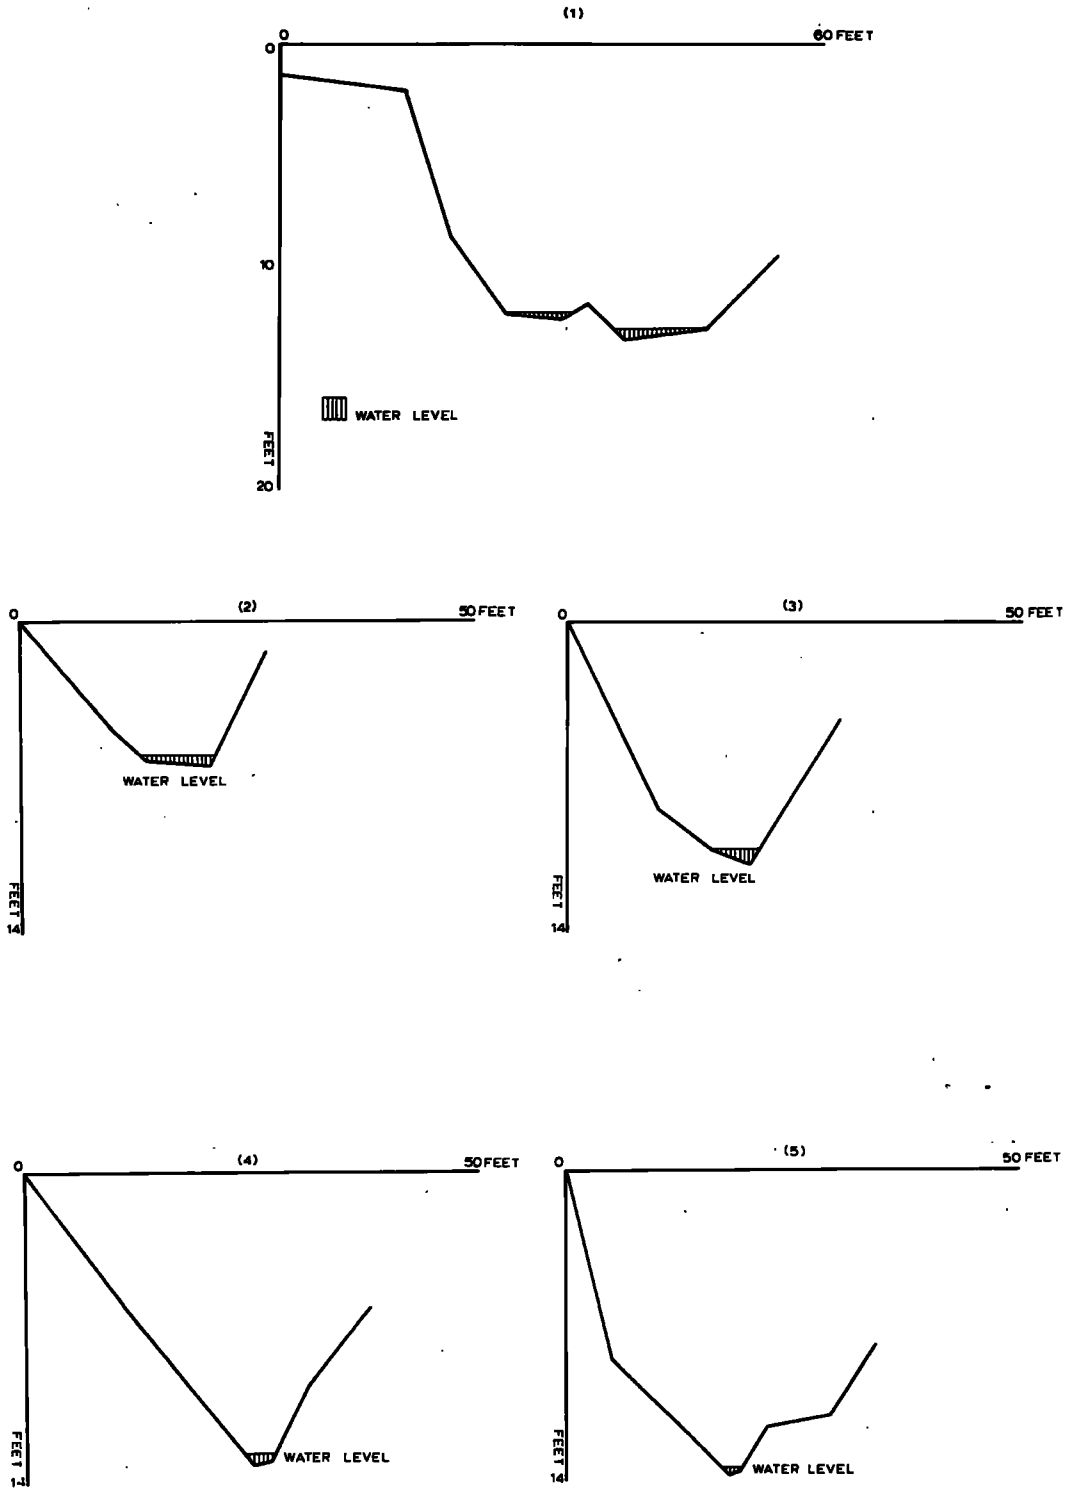 (1)
0 60 FEET
0
10
WATER LEVEL
FEET
20
(2)
0 50 FEET
WATER LEVEL
FEET
14
(3)
0 50 FEET
WATER LEVEL
FEET
14
(4)
0 50 FEET
WATER LEVEL
FEET
(5)
0 50 FEET
WATER LEVEL
FEET
14